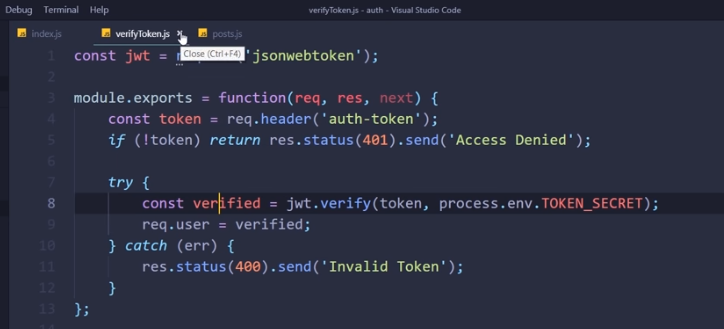 Debug Terminal Help verifyToken.js - auth - Visual Studio Code
index.js verifyToken.js posts.js
Close (Ctrl+F4)
1 const jwt = ('jsonwebtoken');
2
3 module.exports = function(req, res, next) {
4 const token = req.header('auth-token');
5 if (!token) return res.status(401).send('Access Denied');
6
7 try {
8 const verified = jwt.verify(token, process.env.TOKEN_SECRET);
9 req.user = verified;
10 } catch (err) {
11 res.status(400).send('Invalid Token');
12 }
13 };